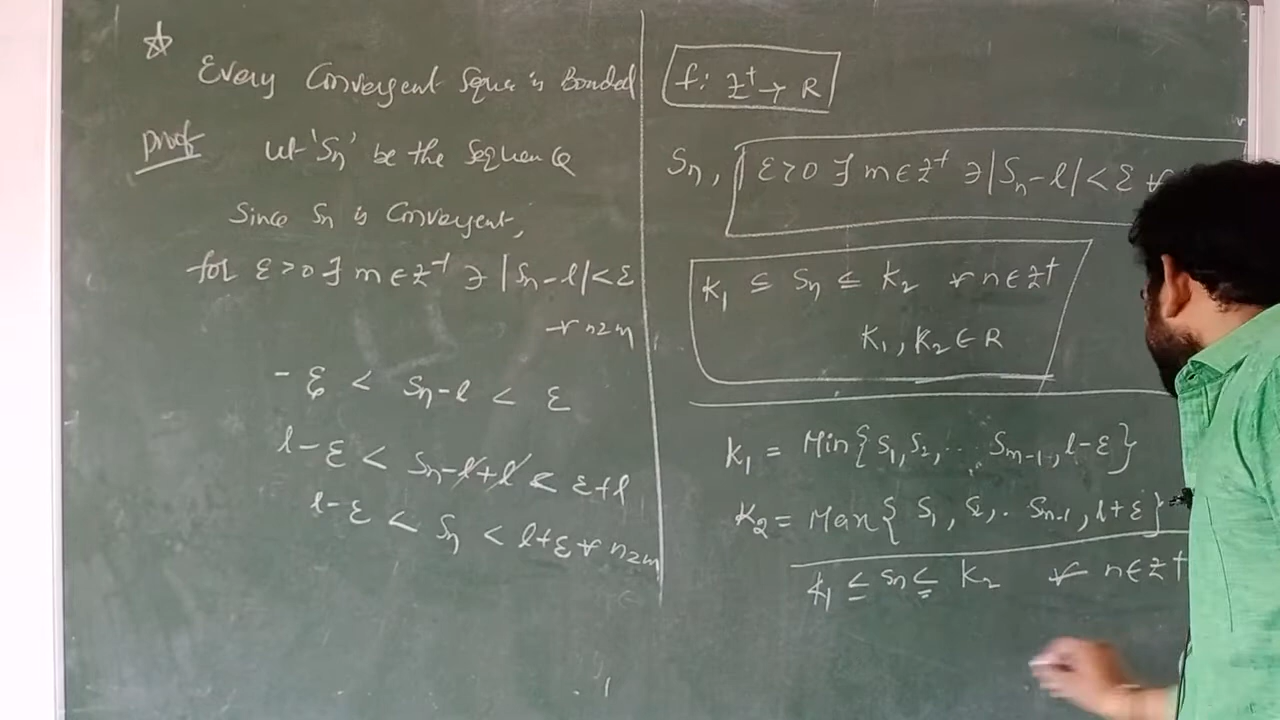 ☆ Every Convergent Sque is Bonded
Proof Let 'Sn' be the Sequence
Since Sn is Convergent,
for ε > 0 ∃ m ∈ z⁺ ∋ |Sn - l| < ε
∀ n ≥ m
- ε < Sn - l < ε
l - ε < Sn - l + l < ε + l
l - ε < Sn < l + ε ∀ n ≥ m
f: z⁺ → R
Sn, ε > 0 ∃ m ∈ z⁺ ∋ |Sn - l| < ε ∀
K₁ ≤ Sn ≤ K₂ ∀ n ∈ z⁺
K₁, K₂ ∈ R
K₁ = Min{S₁, S₂, ... Sm-1, l - ε}
K₂ = Max{S₁, S₂, .. Sm-1, l + ε}
K₁ ≤ Sn ≤ K₂ ∀ n ∈ z⁺